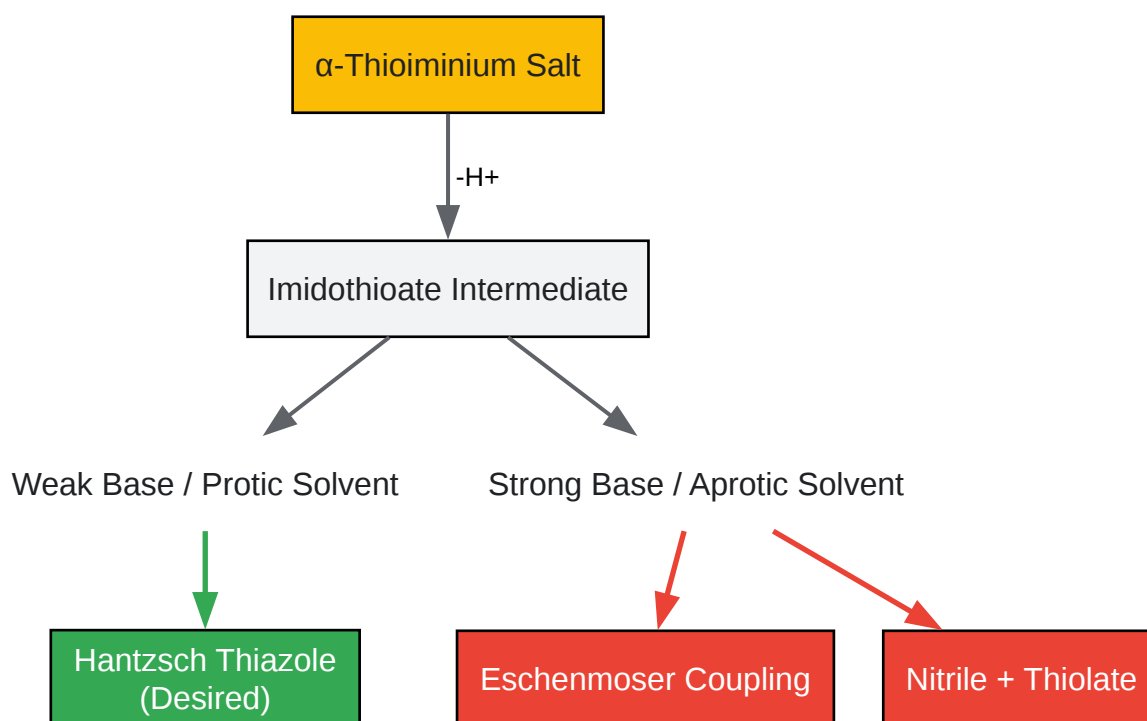 α-Thioiminium Salt
-H+
Imidothioate Intermediate
Weak Base / Protic Solvent
Strong Base / Aprotic Solvent
Hantzsch Thiazole
(Desired)
Eschenmoser Coupling
Nitrile + Thiolate